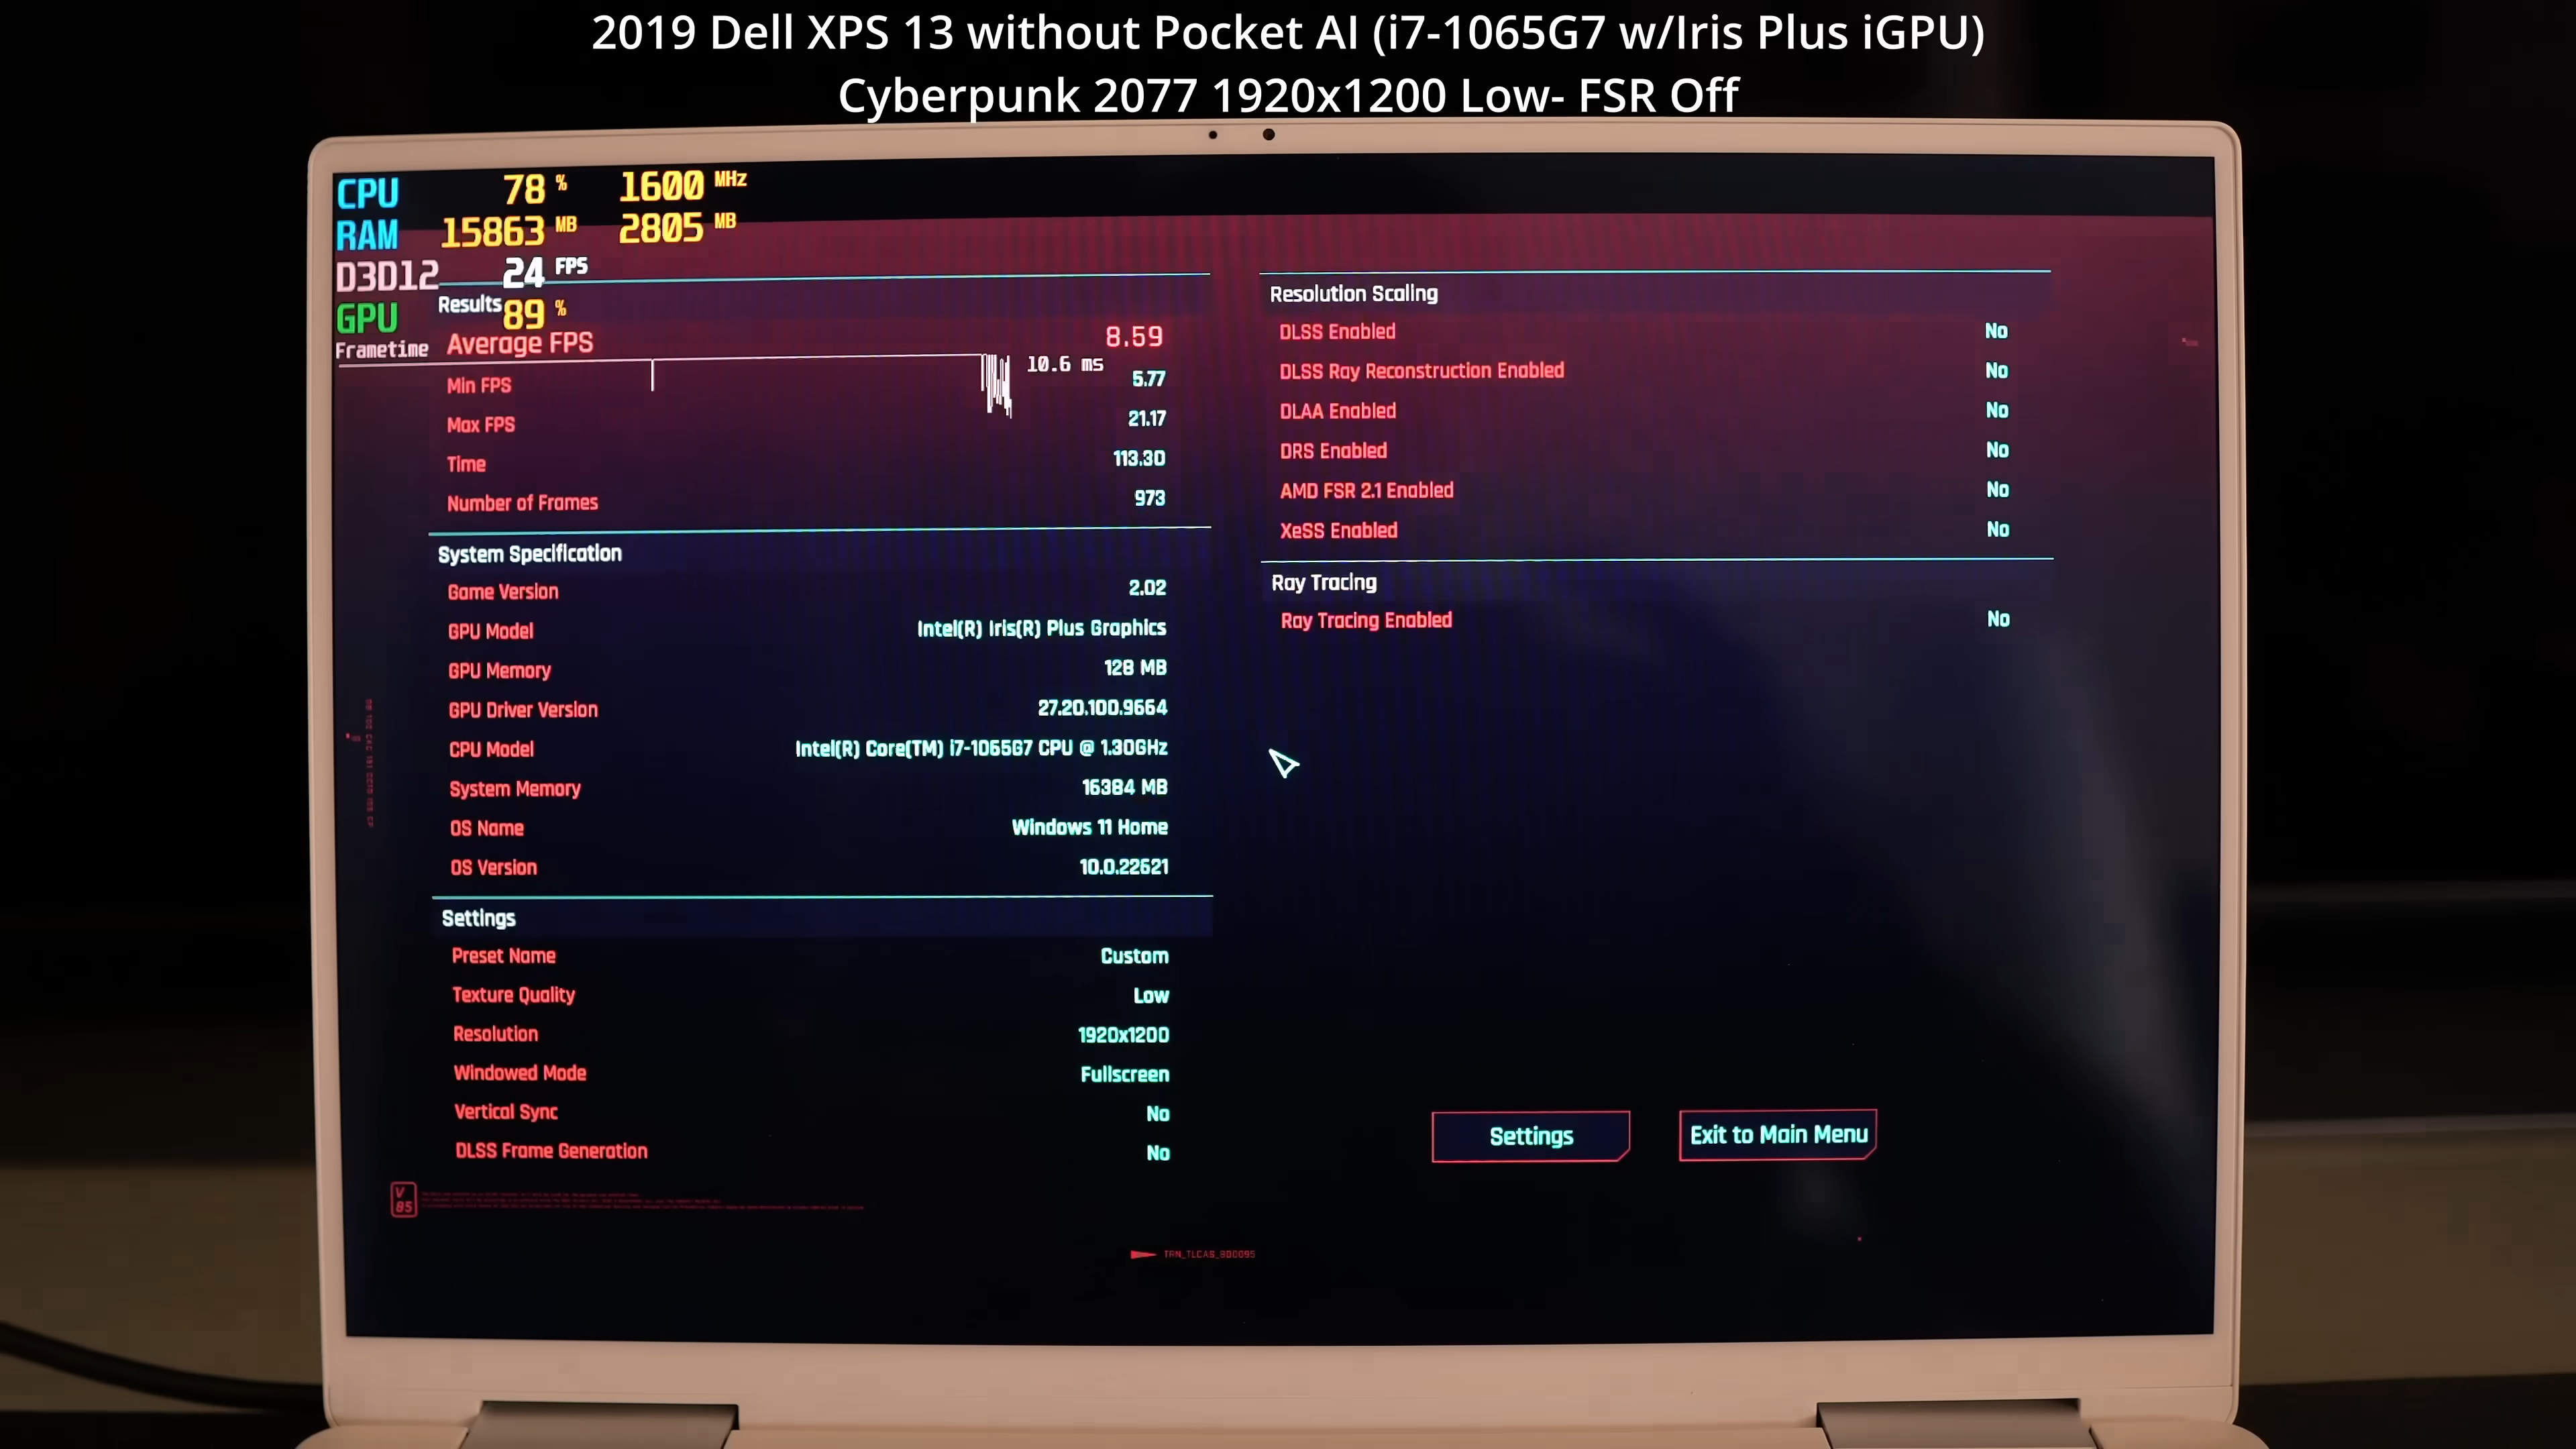 2019 Dell XPS 13 without Pocket AI (i7-1065G7 w/Iris Plus iGPU)
Cyberpunk 2077 1920x1200 Low- FSR Off
CPU 78 % 1600 MHz
RAM 15863 MB 2805 MB
D3D12 24 FPS
GPU 89 %
Frametime 10.6 ms
Results
Average FPS 8.59
Min FPS 5.77
Max FPS 21.17
Time 113.30
Number of Frames 973
System Specification
Game Version 2.02
GPU Model Intel(R) Iris(R) Plus Graphics
GPU Memory 128 MB
GPU Driver Version 27.20.100.9664
CPU Model Intel(R) Core(TM) i7-1065G7 CPU @ 1.30GHz
System Memory 16384 MB
OS Name Windows 11 Home
OS Version 10.0.22621
Settings
Preset Name Custom
Texture Quality Low
Resolution 1920x1200
Windowed Mode Fullscreen
Vertical Sync No
DLSS Frame Generation No
Resolution Scaling
DLSS Enabled No
DLSS Ray Reconstruction Enabled No
DLAA Enabled No
DRS Enabled No
AMD FSR 2.1 Enabled No
XeSS Enabled No
Ray Tracing
Ray Tracing Enabled No
Settings
Exit to Main Menu
V
85
TRN_TLCAS_800095